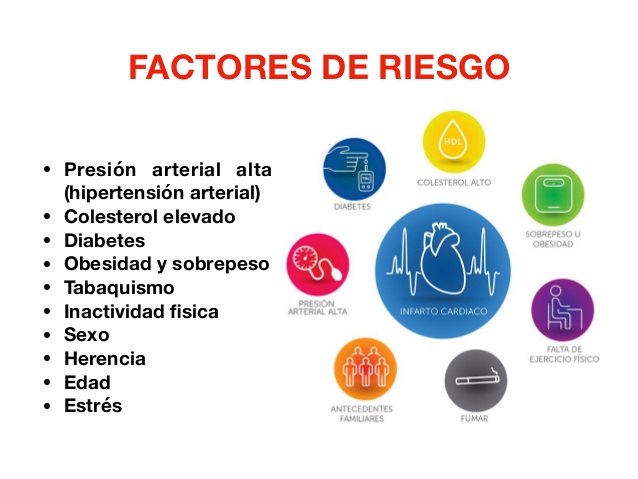 FACTORES DE RIESGO
• Presión arterial alta
(hipertensión arterial)
• Colesterol elevado
• Diabetes
• Obesidad y sobrepeso
• Tabaquismo
• Inactividad fisica
• Sexo
• Herencia
• Edad
• Estrés
HDL
COLESTEROL ALTO
DIABETES
SOBREPESO U
OBESIDAD
PRESIÓN
ARTERIAL ALTA
INFARTO CARDIACO
FALTA DE
EJERCICIO FÍSICO
ANTECEDENTES
FAMILIARES
FUMAR